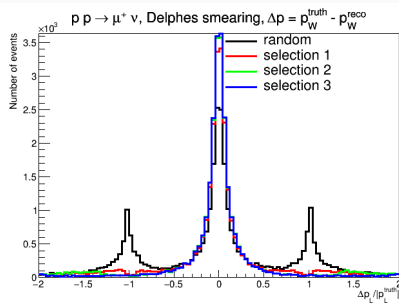 p p → μ⁺ ν, Delphes smearing, Δp = p_W^truth - p_W^reco
random
selection 1
selection 2
selection 3
Number of events
×10³
3.5
3
2.5
2
1.5
1
0.5
0
−2 −1.5 −1 −0.5 0 0.5 1 1.5 2
Δp_L/|p_L^truth|